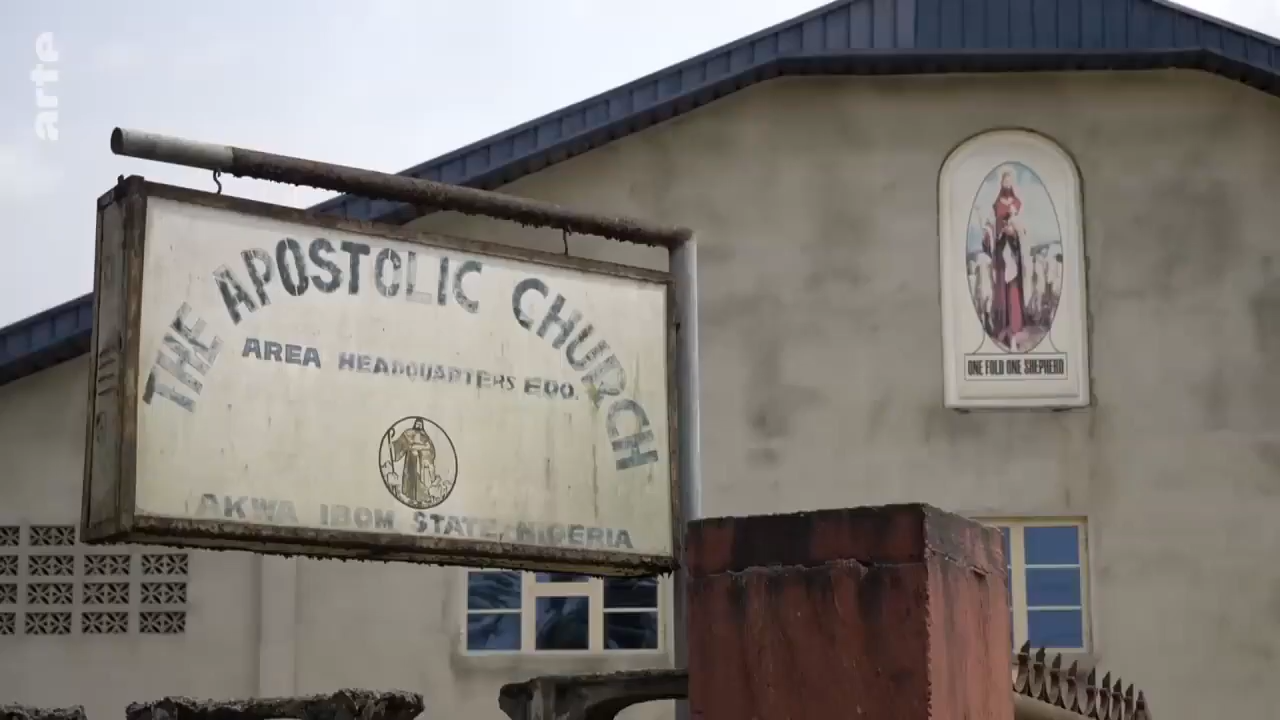 arte
THE APOSTOLIC CHURCH
AREA HEADQUARTERS EDO.
AKWA IBOM STATE, NIGERIA
ONE FOLD ONE SHEPHERD